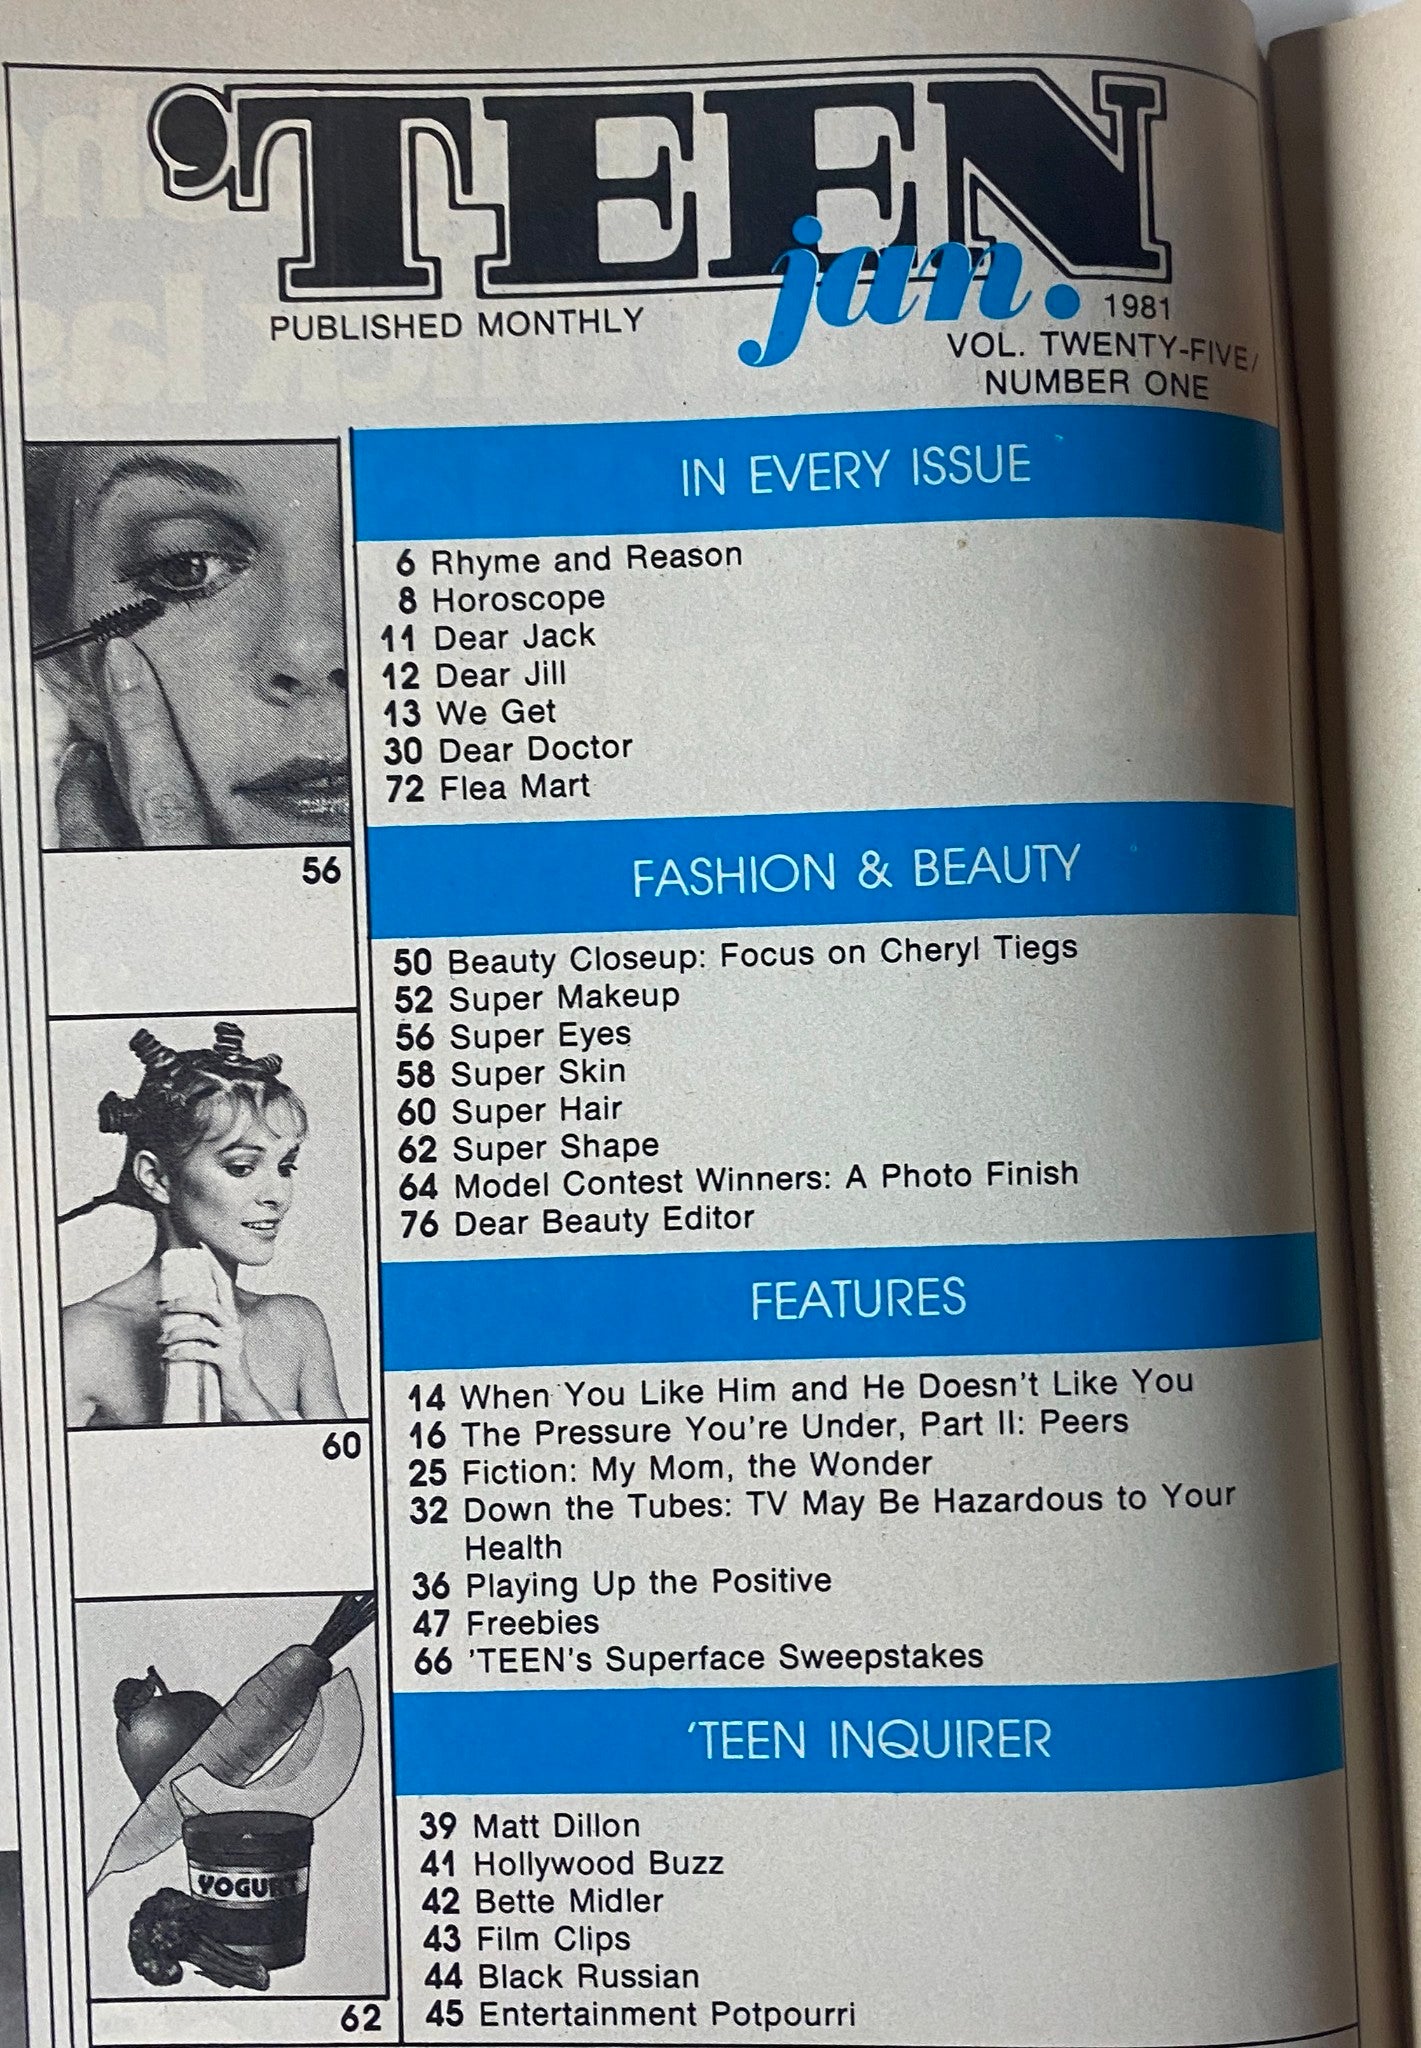 'TEEN
jan.
PUBLISHED MONTHLY
1981
VOL. TWENTY-FIVE/
NUMBER ONE
IN EVERY ISSUE
6 Rhyme and Reason
8 Horoscope
11 Dear Jack
12 Dear Jill
13 We Get
30 Dear Doctor
72 Flea Mart
56
FASHION & BEAUTY
50 Beauty Closeup: Focus on Cheryl Tiegs
52 Super Makeup
56 Super Eyes
58 Super Skin
60 Super Hair
62 Super Shape
64 Model Contest Winners: A Photo Finish
76 Dear Beauty Editor
60
FEATURES
14 When You Like Him and He Doesn't Like You
16 The Pressure You're Under, Part II: Peers
25 Fiction: My Mom, the Wonder
32 Down the Tubes: TV May Be Hazardous to Your
Health
36 Playing Up the Positive
47 Freebies
66 'TEEN's Superface Sweepstakes
'TEEN INQUIRER
39 Matt Dillon
41 Hollywood Buzz
42 Bette Midler
43 Film Clips
44 Black Russian
45 Entertainment Potpourri
YOGURT
62